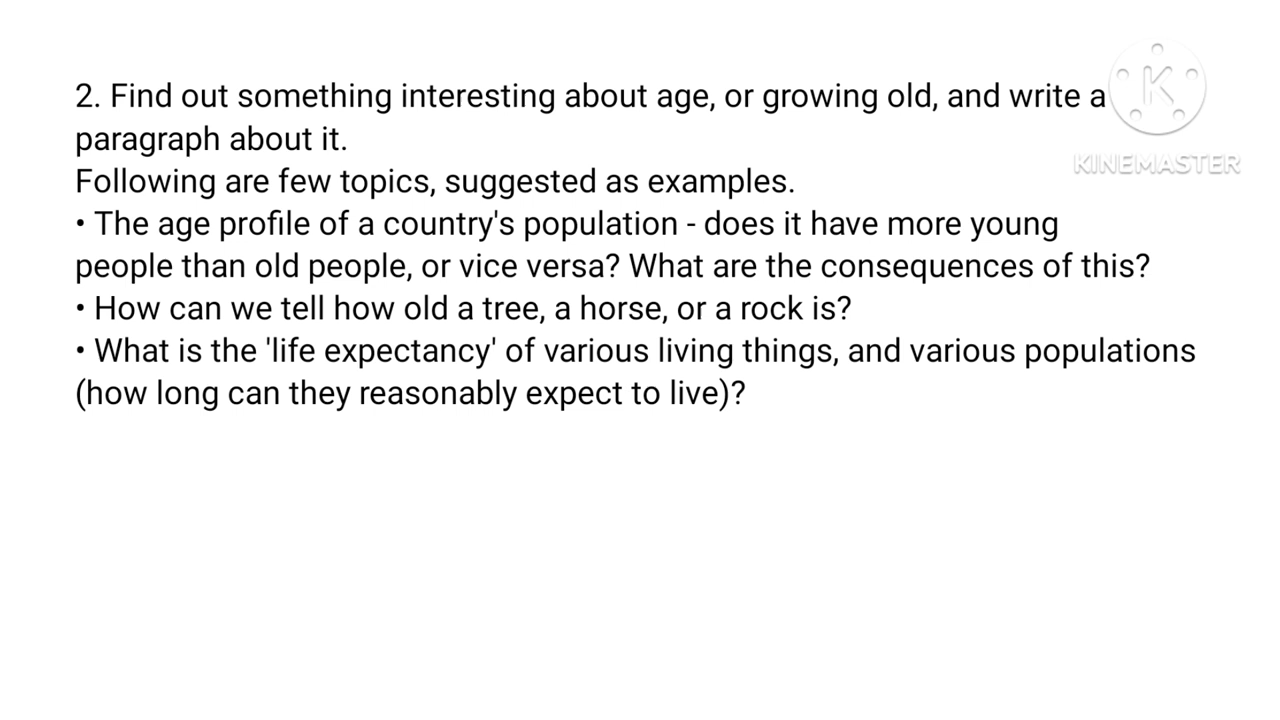 2. Find out something interesting about age, or growing old, and write a
paragraph about it.
Following are few topics, suggested as examples.
• The age profile of a country's population - does it have more young
people than old people, or vice versa? What are the consequences of this?
• How can we tell how old a tree, a horse, or a rock is?
• What is the 'life expectancy' of various living things, and various populations
(how long can they reasonably expect to live)?
K
KINEMASTER